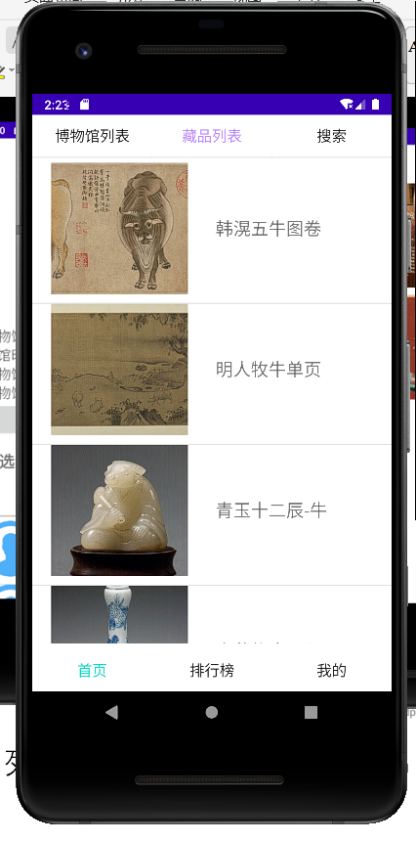 2:23
博物馆列表 藏品列表 搜索
韩滉五牛图卷
明人牧牛单页
青玉十二辰-牛
首页 排行榜 我的